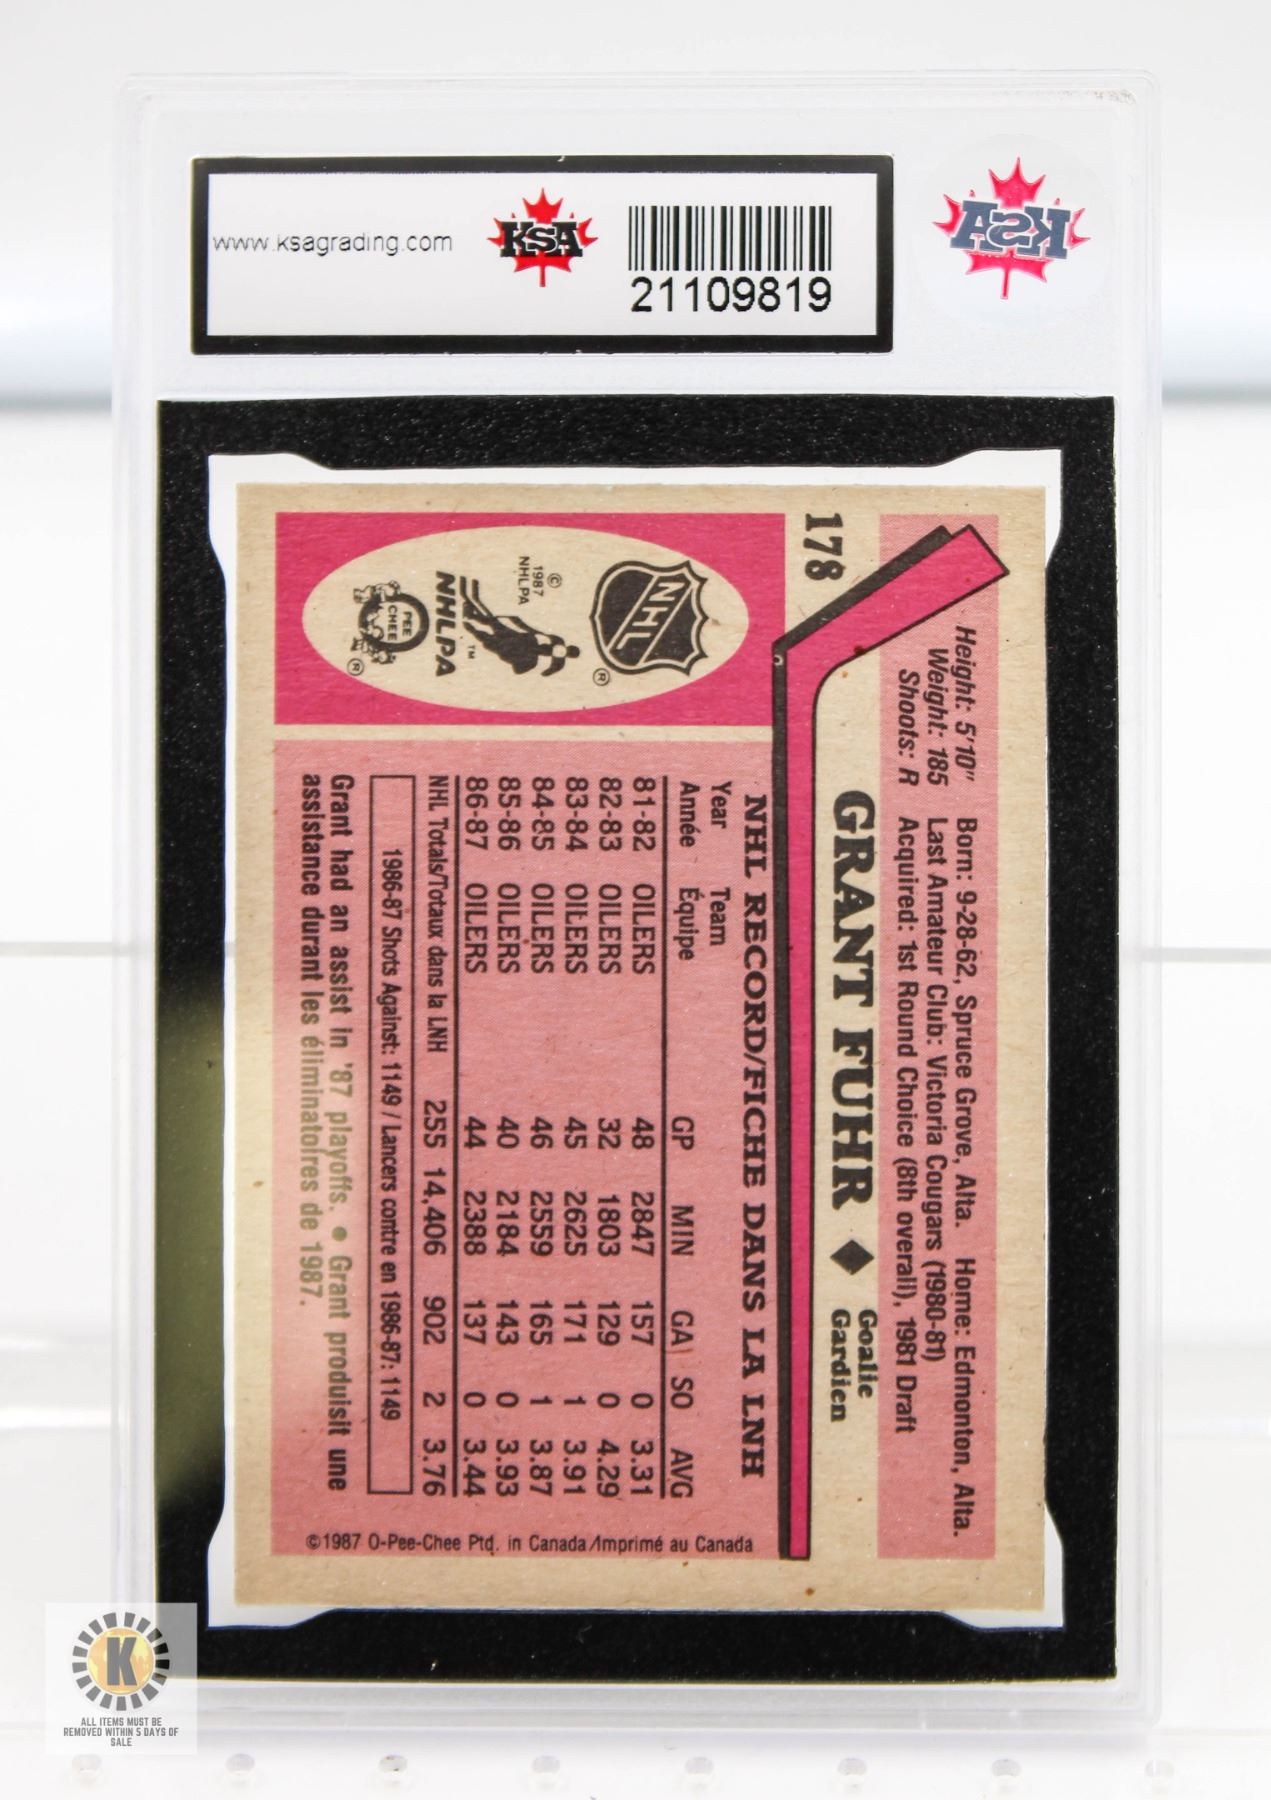 www.ksagrading.com
KSA
21109819
KSA
178
Height: 5'10" Born: 9-28-62, Spruce Grove, Alta. Home: Edmonton, Alta.
Weight: 185 Last Amateur Club: Victoria Cougars (1980-81)
Shoots: R Acquired: 1st Round Choice (8th overall), 1981 Draft
GRANT FUHR ♦ Goalie
Gardien
NHL
®
© 1987 NHLPA
NHLPA™
O PEE CHEE
®
NHL RECORD/FICHE DANS LA LNH
Year Team GP MIN GA SO AVG
Année Équipe
81-82 OILERS 48 2847 157 0 3.31
82-83 OILERS 32 1803 129 0 4.29
83-84 OILERS 45 2625 171 1 3.91
84-85 OILERS 46 2559 165 1 3.87
85-86 OILERS 40 2184 143 0 3.93
86-87 OILERS 44 2388 137 0 3.44
NHL Totals/Totaux dans la LNH 255 14,406 902 2 3.76
1986-87 Shots Against: 1149 / Lancers contre en 1986-87: 1149
Grant had an assist in '87 playoffs. • Grant produisit une
assistance durant les éliminatoires de 1987.
©1987 O-Pee-Chee Ptd. in Canada/Imprimé au Canada
K
ALL ITEMS MUST BE
REMOVED WITHIN 5 DAYS OF
SALE